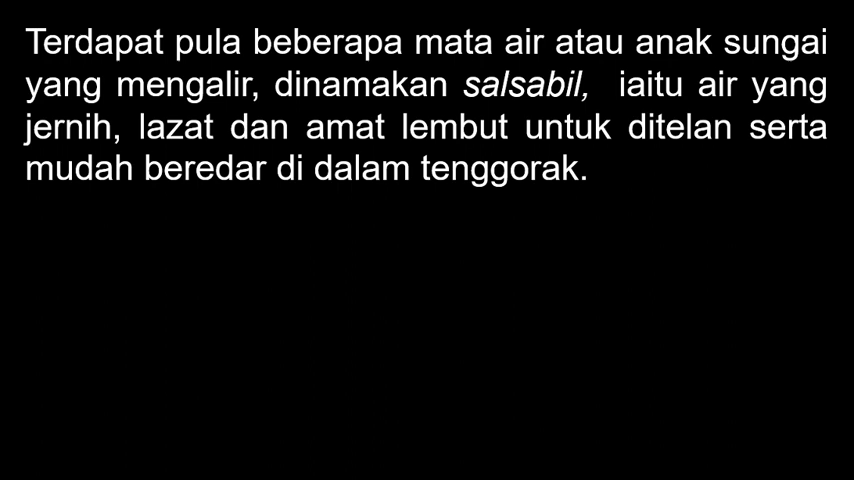 Terdapat pula beberapa mata air atau anak sungai
yang mengalir, dinamakan salsabil, iaitu air yang
jernih, lazat dan amat lembut untuk ditelan serta
mudah beredar di dalam tenggorak.